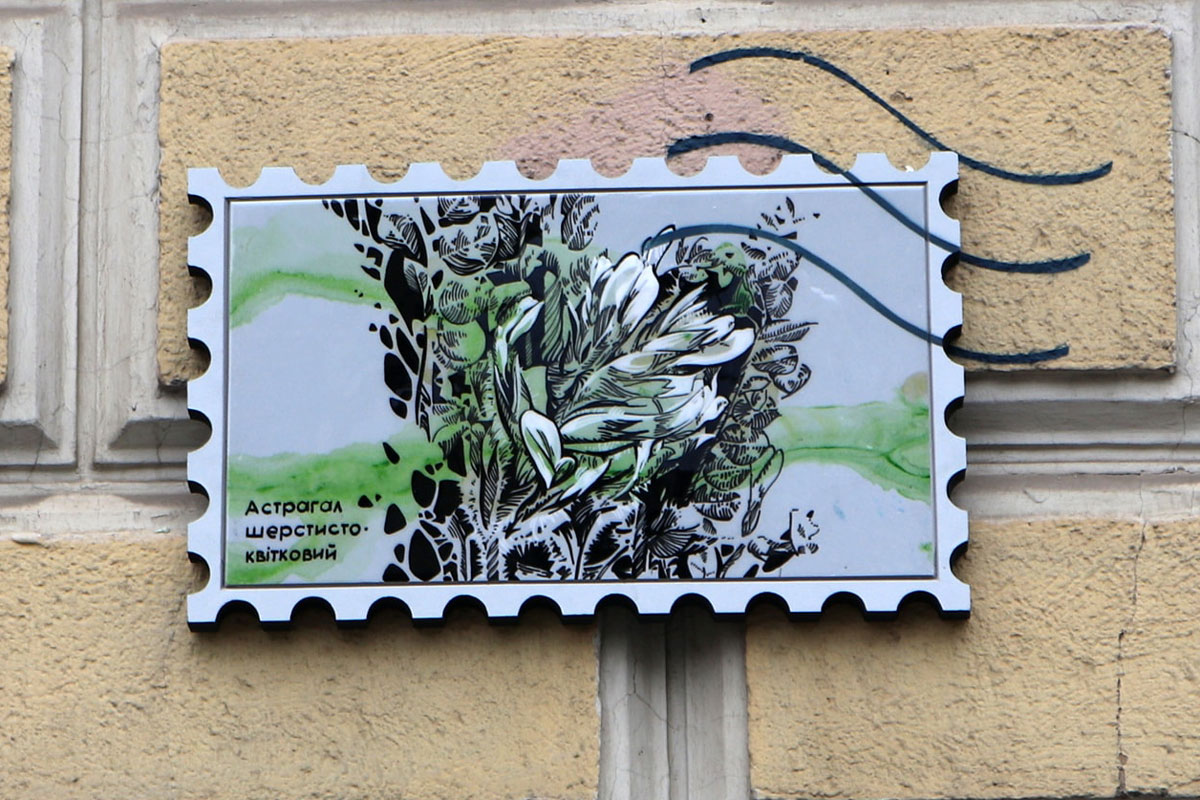 Астрагал
шерстисто-
квітковий